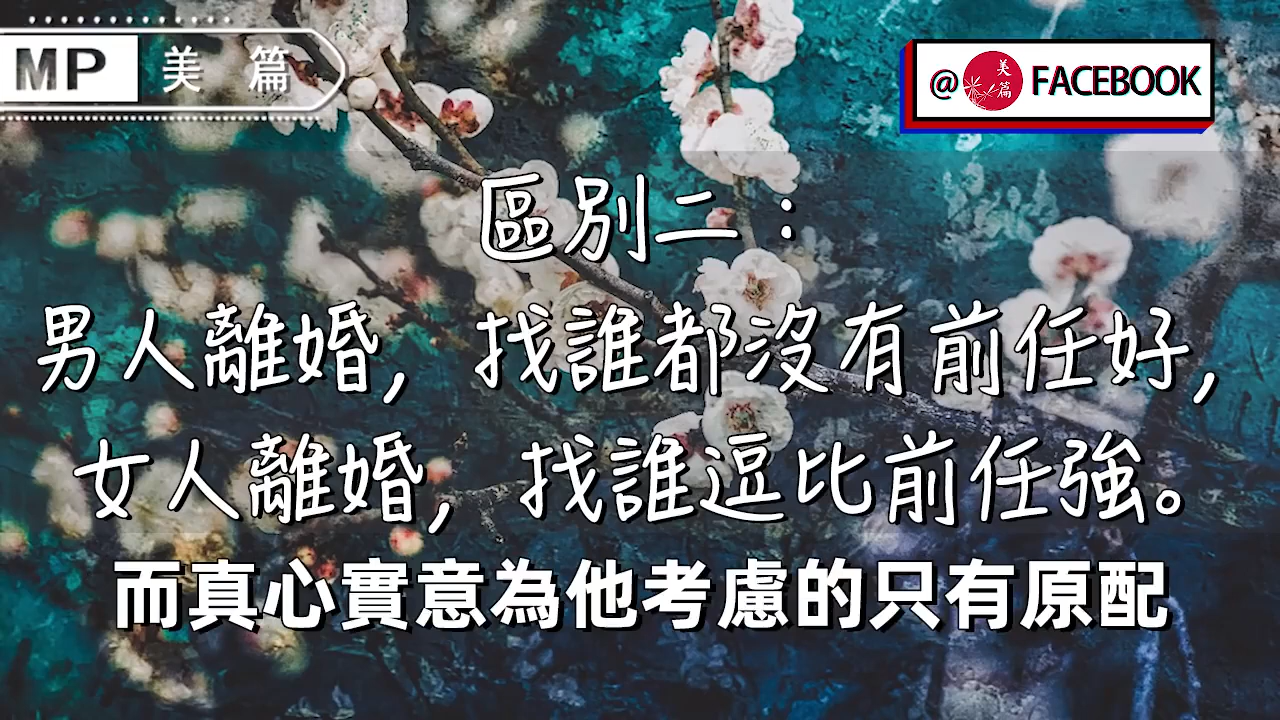 MP 美篇
@ 美篇 FACEBOOK
區別二：
男人離婚，找誰都沒有前任好，
女人離婚，找誰逗比前任強。
而真心實意為他考慮的只有原配